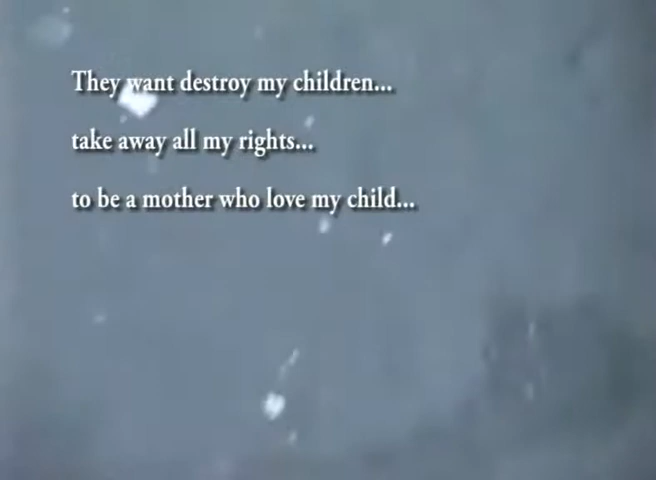 They want destroy my children...
take away all my rights...
to be a mother who love my child...